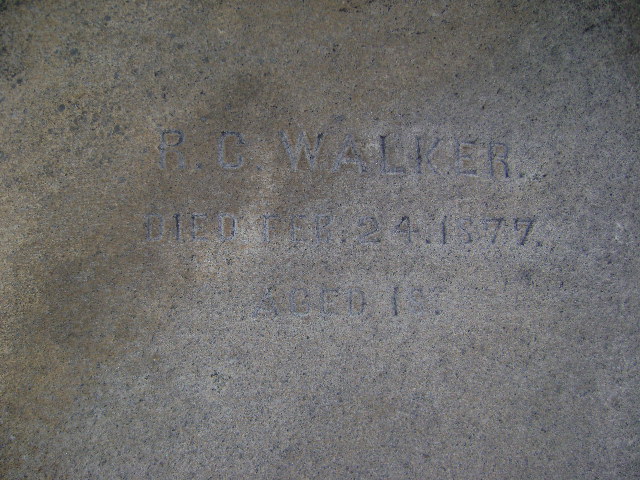 R. C. WALKER.
DIED FEB. 24. 1877.
AGED